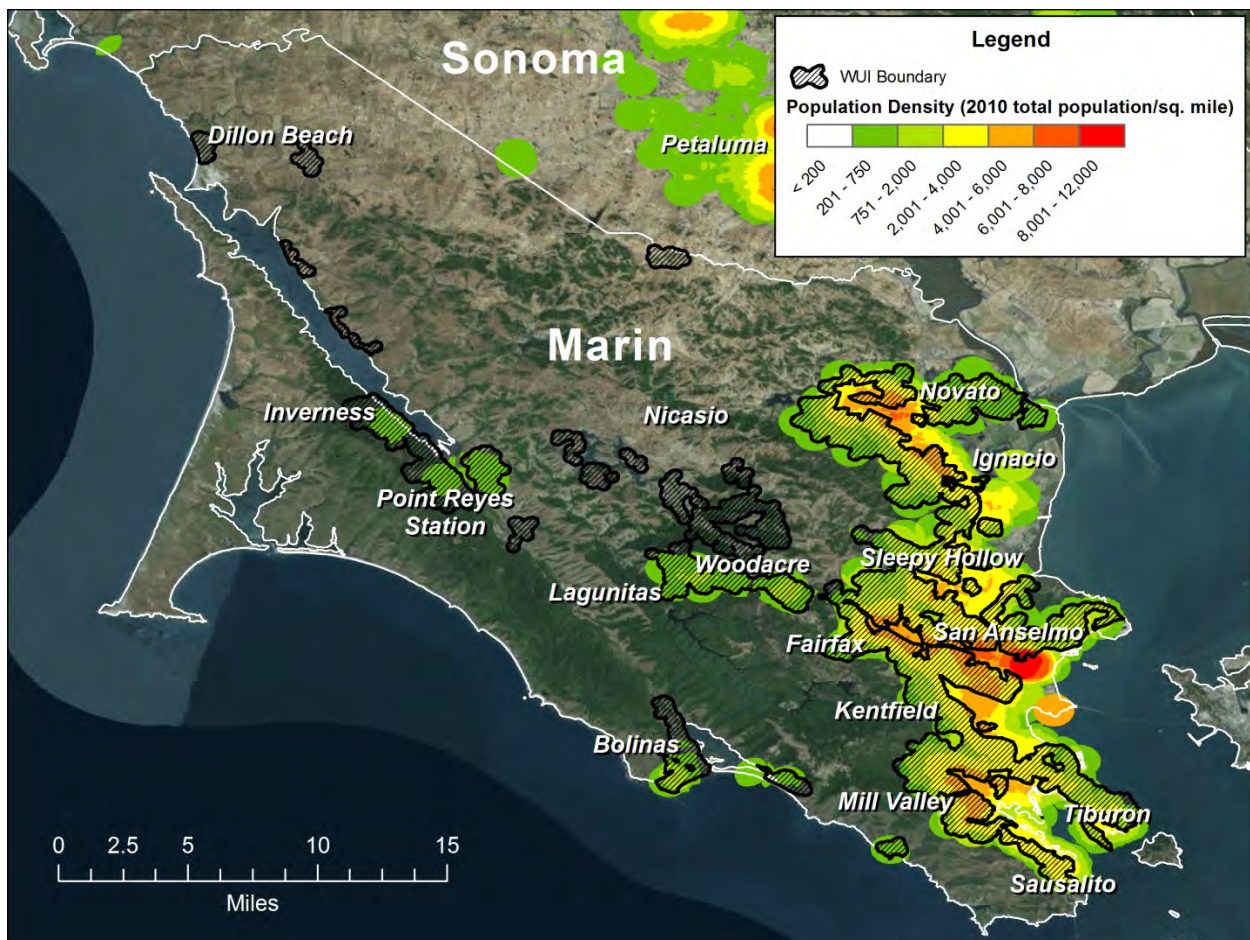 Sonoma
Legend
WUI Boundary
Population Density (2010 total population/sq. mile)
< 200
201 - 750
751 - 2,000
2,001 - 4,000
4,001 - 6,000
6,001 - 8,000
8,001 - 12,000
Dillon Beach
Petaluma
Marin
Inverness
Nicasio
Novato
Ignacio
Point Reyes
Station
Sleepy Hollow
Woodacre
Lagunitas
San Anselmo
Fairfax
Kentfield
Bolinas
Mill Valley
Tiburon
Sausalito
0 2.5 5 10 15
Miles